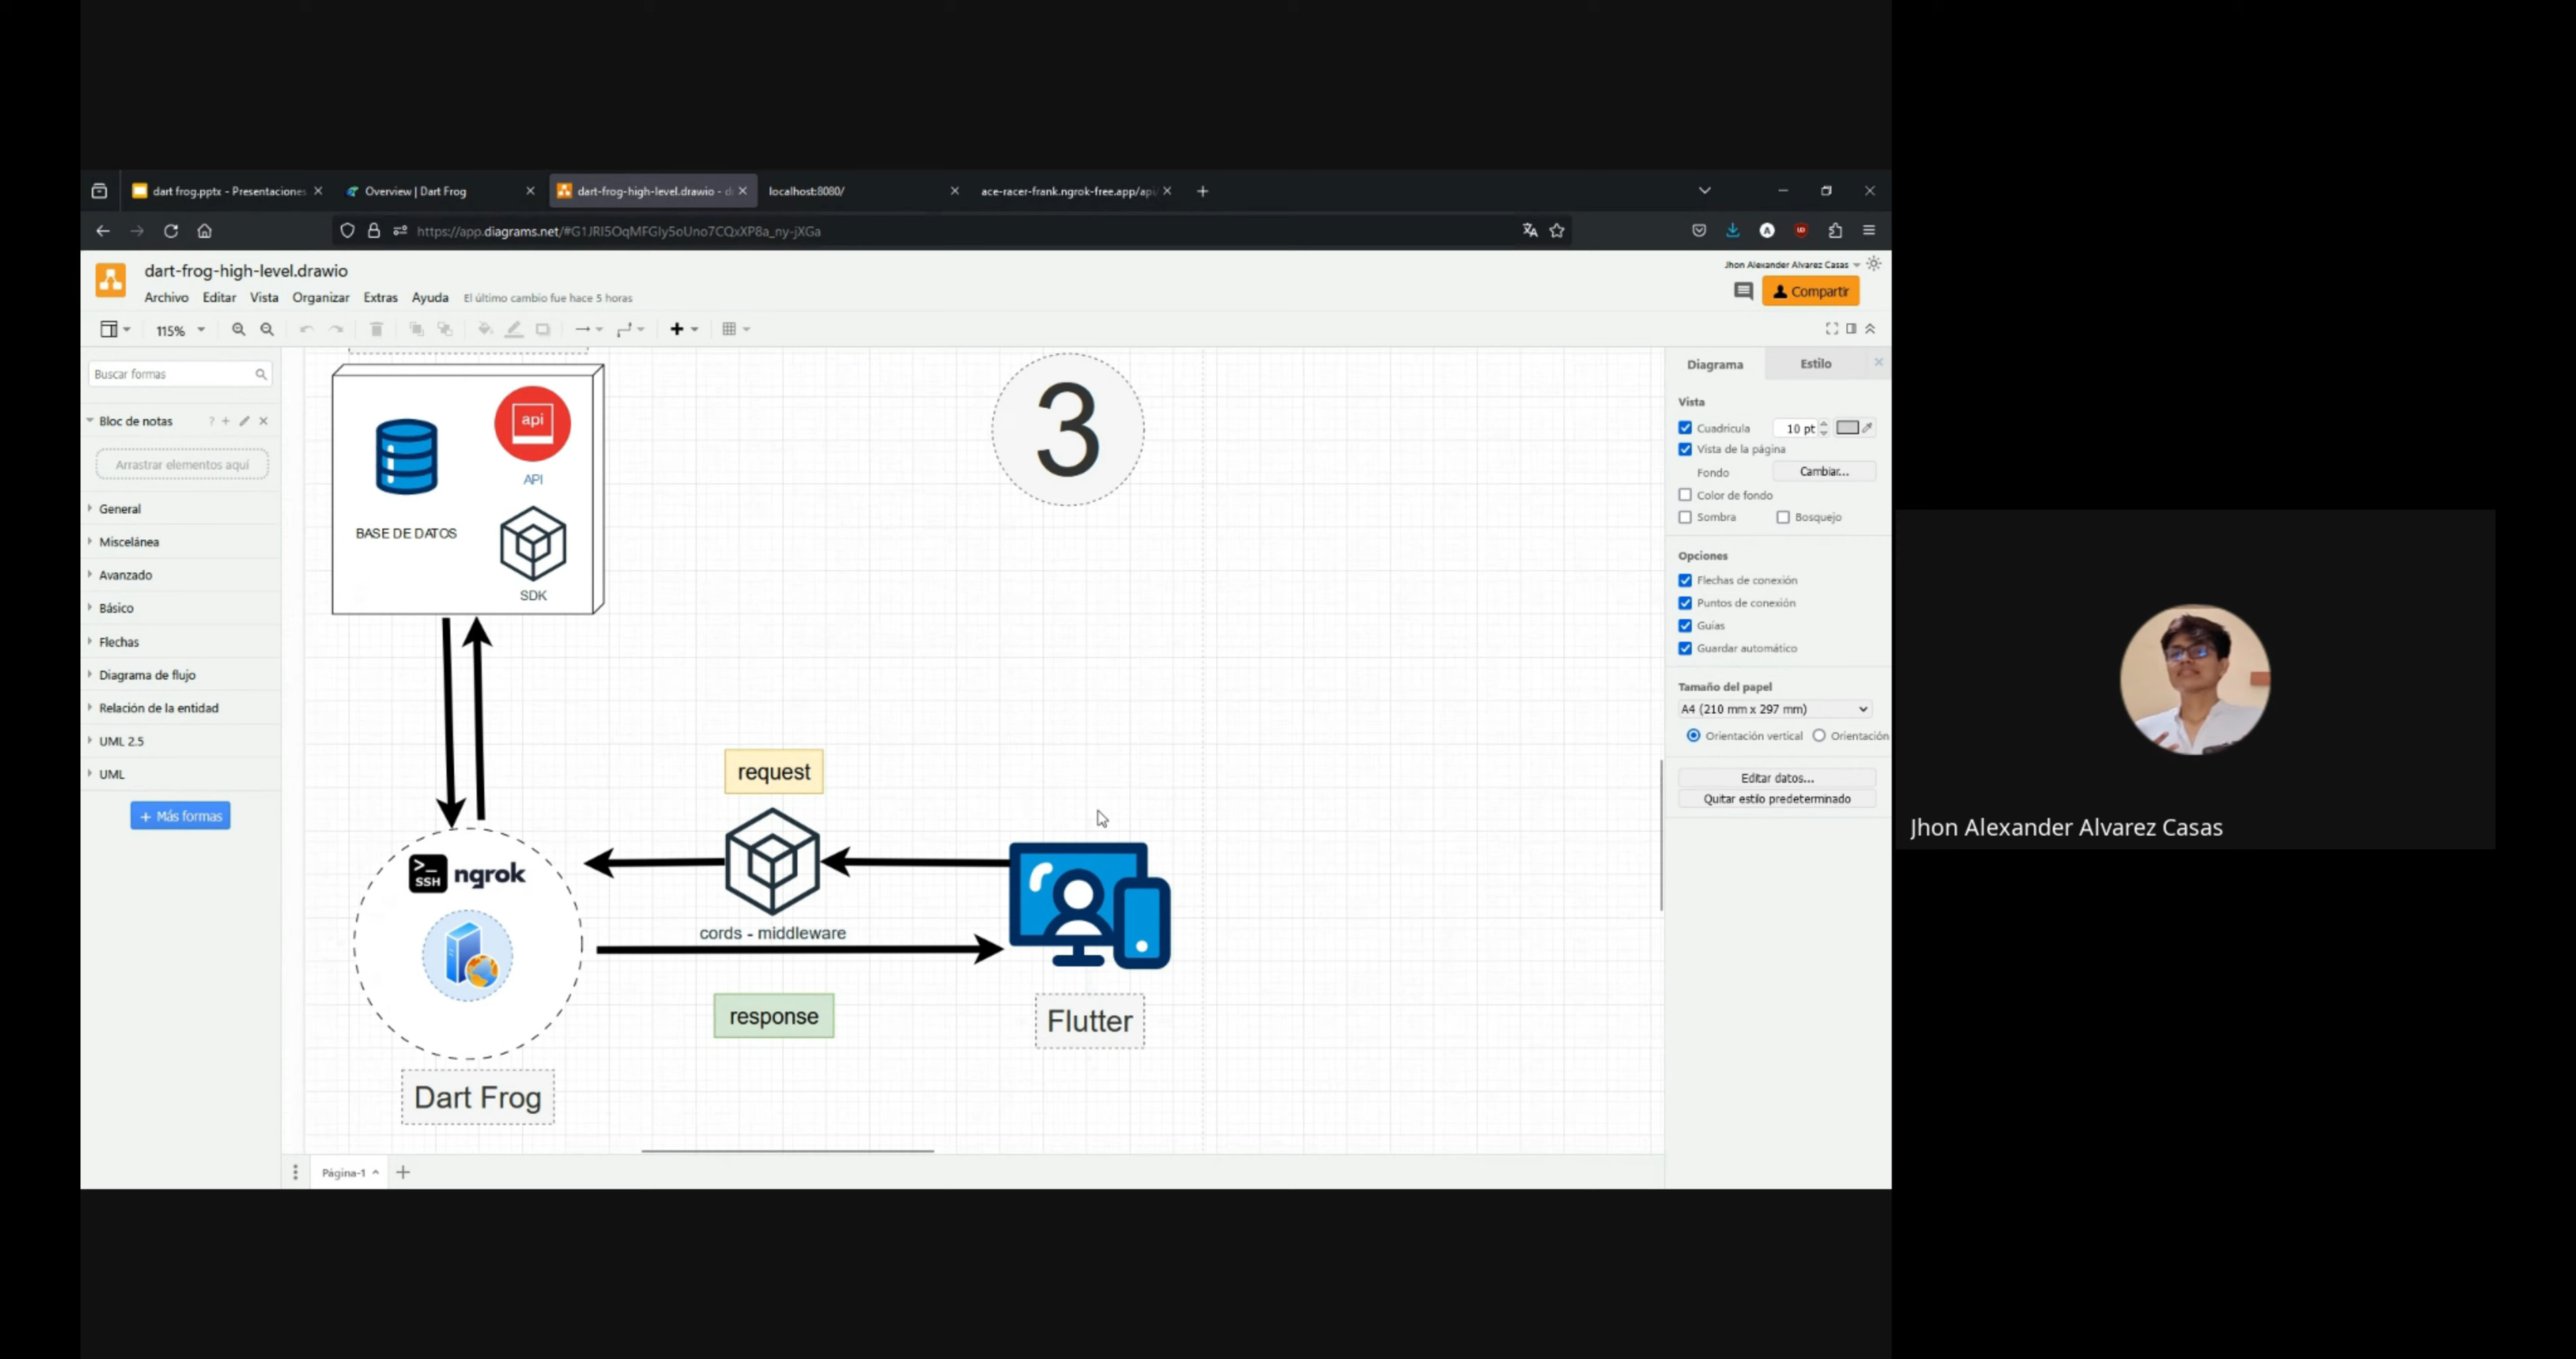 dart frog.pptx - Presentaciones
Overview | Dart Frog
dart-frog-high-level.drawio - d
localhost:8080/
ace-racer-frank.ngrok-free.app/api/
https://app.diagrams.net/#G1JRI5OqMFGIy5oUno7CQxXP8a_ny-jXGa
dart-frog-high-level.drawio
Jhon Alexander Alvarez Casas
Archivo Editar Vista Organizar Extras Ayuda El último cambio fue hace 5 horas
Compartir
115%
Buscar formas
Bloc de notas ?
Arrastrar elementos aquí
General
Miscelánea
Avanzado
Básico
Flechas
Diagrama de flujo
Relación de la entidad
UML 2.5
UML
+ Más formas
api
API
BASE DE DATOS
SDK
3
request
>_
SSH
ngrok
cords - middleware
response
Flutter
Dart Frog
Página-1
Diagrama Estilo
Vista
Cuadrícula 10 pt
Vista de la página
Fondo Cambiar...
Color de fondo
Sombra Bosquejo
Opciones
Flechas de conexión
Puntos de conexión
Guías
Guardar automático
Tamaño del papel
A4 (210 mm x 297 mm)
Orientación vertical Orientación
Editar datos...
Quitar estilo predeterminado
Jhon Alexander Alvarez Casas